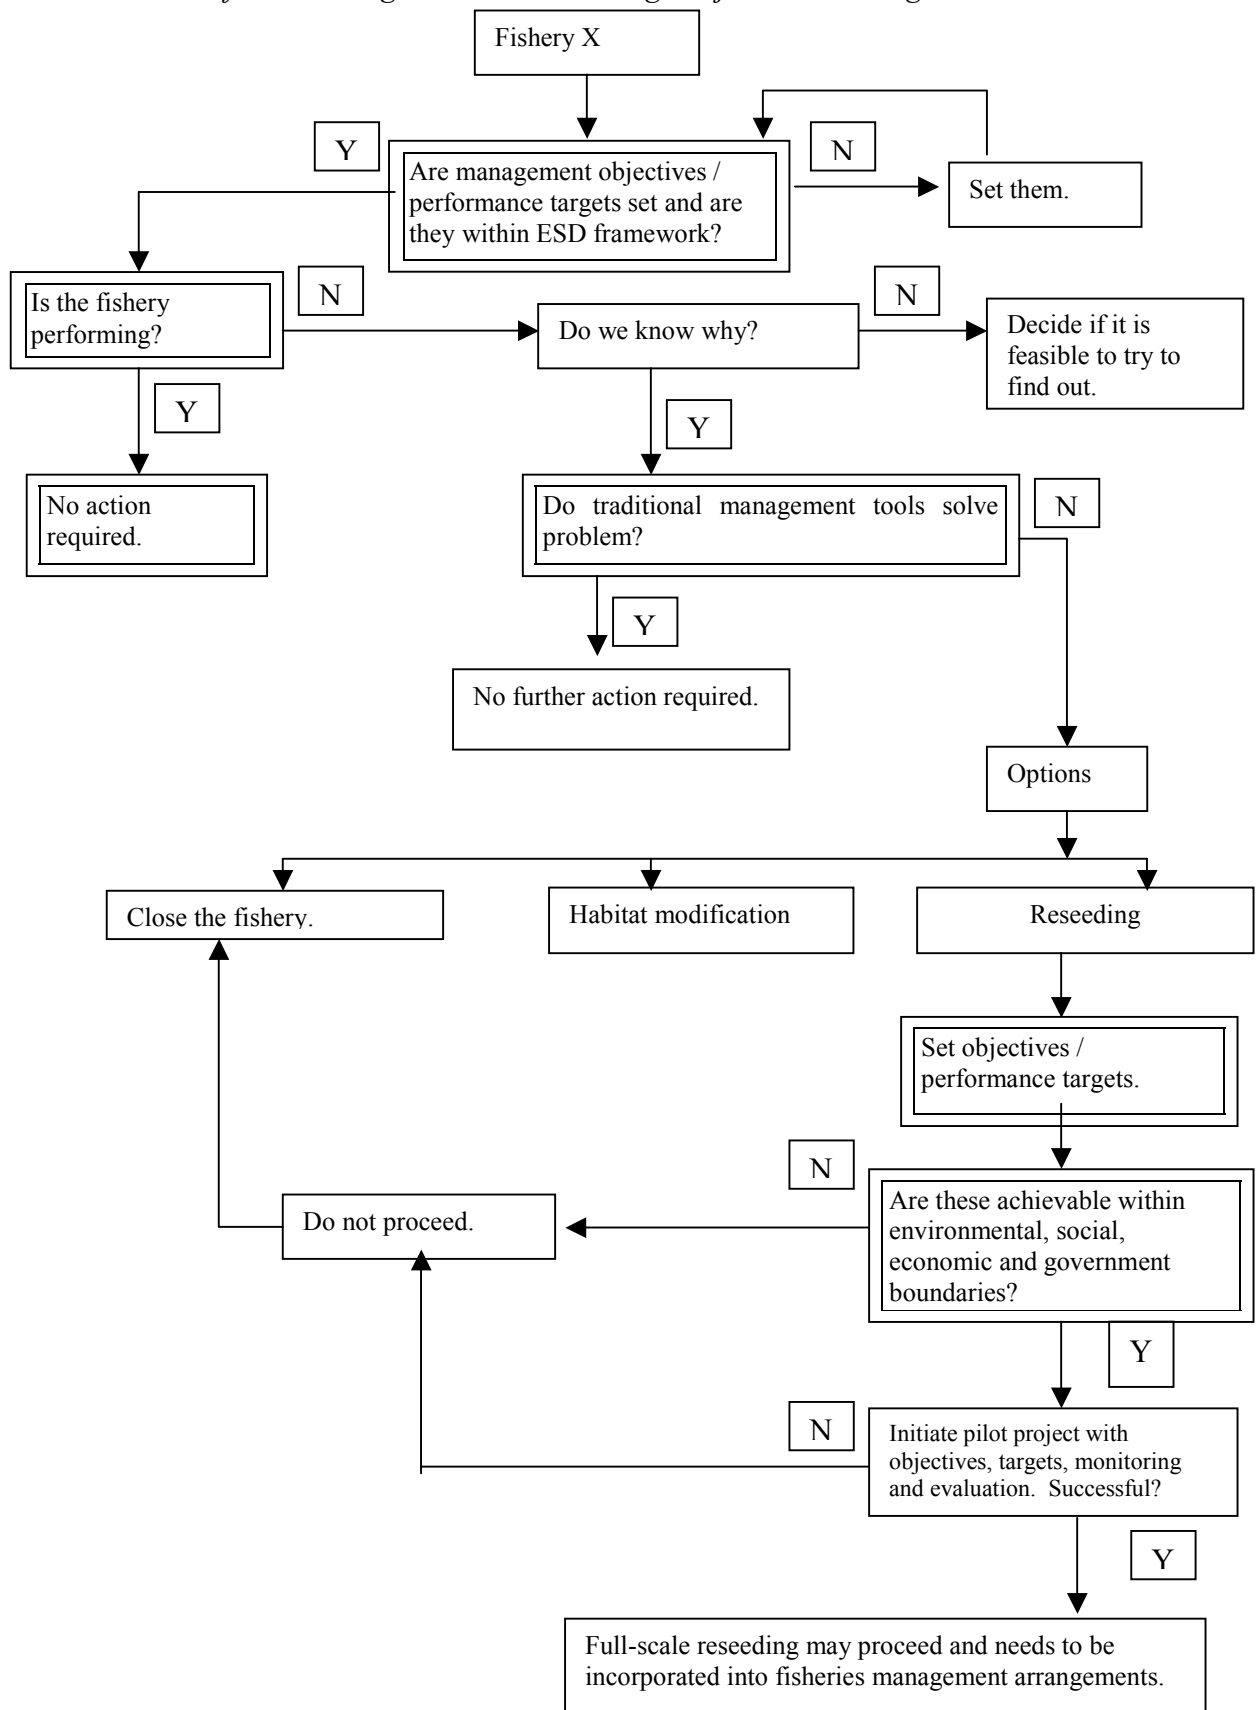 Fishery X
Y
N
Are management objectives /
performance targets set and are
they within ESD framework?
Set them.
Is the fishery
performing?
N
Do we know why?
N
Decide if it is
feasible to try to
find out.
Y
Y
No action
required.
Do traditional management tools solve
problem?
N
Y
No further action required.
Options
Close the fishery.
Habitat modification
Reseeding
Set objectives /
performance targets.
N
Do not proceed.
Are these achievable within
environmental, social,
economic and government
boundaries?
Y
N
Initiate pilot project with
objectives, targets, monitoring
and evaluation.  Successful?
Y
Full-scale reseeding may proceed and needs to be
incorporated into fisheries management arrangements.